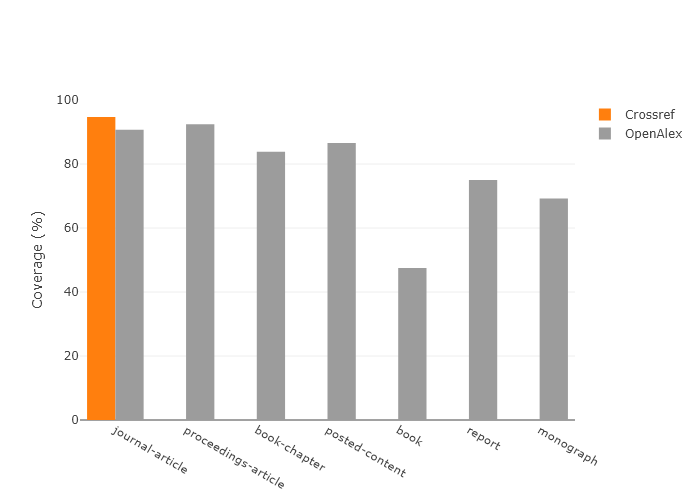 100
80
60
40
20
0
Coverage (%)
journal-article
proceedings-article
book-chapter
posted-content
book
report
monograph
Crossref
OpenAlex